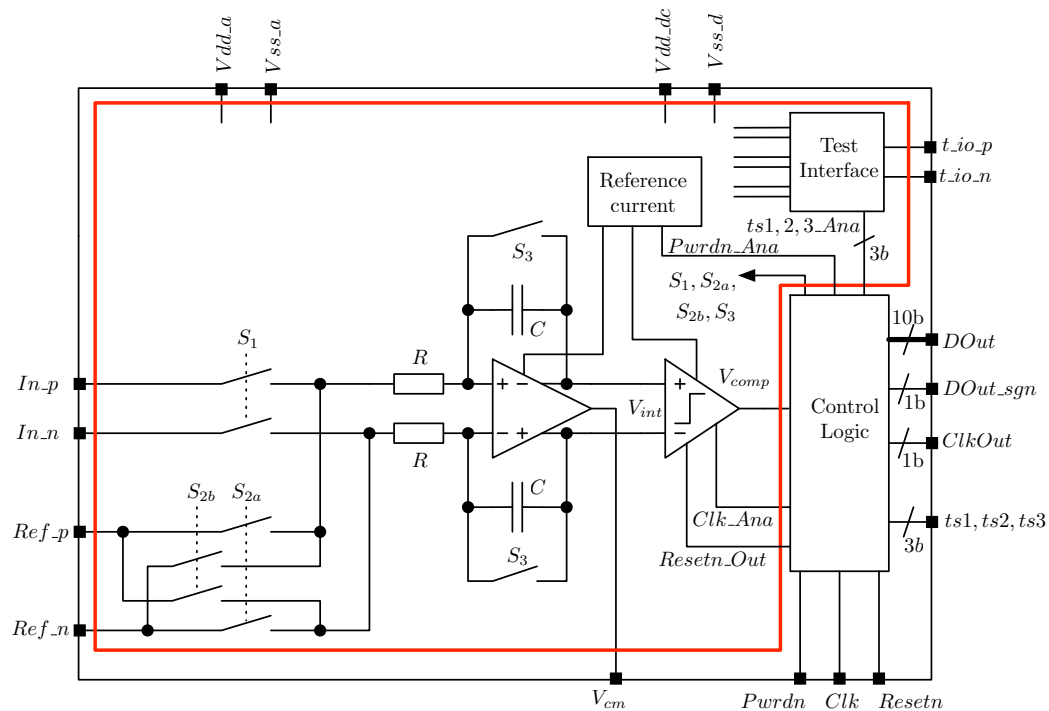 Vdd_a
Vss_a
Vdd_dc
Vss_d
Test
Interface
t_io_p
t_io_n
Reference
current
ts1, 2, 3_Ana
3b
Pwrdn_Ana
S3
S1, S2a,
S2b, S3
C
10b
DOut
S1
R
+ −
+
Vcomp
In_p
1b
DOut_sgn
Vint
Control
Logic
In_n
− +
−
ClkOut
1b
R
S2b
S2a
C
Ref_p
Clk_Ana
ts1, ts2, ts3
3b
S3
Resetn_Out
Ref_n
Vcm
Pwrdn
Clk
Resetn